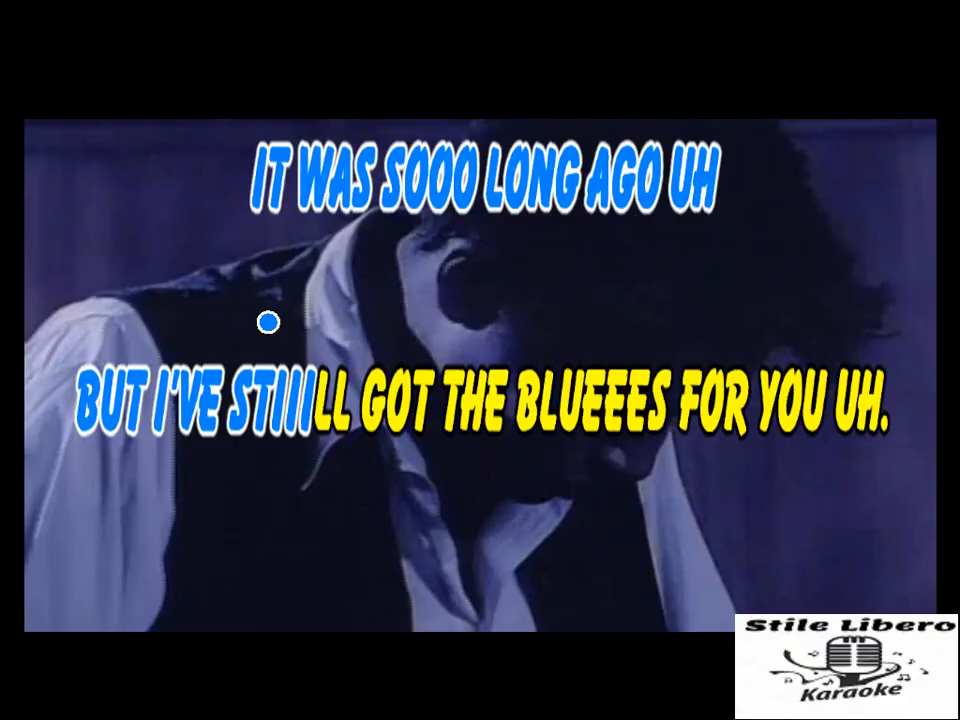 IT WAS SOOO LONG AGO UH
BUT I'VE STIIILL GOT THE BLUEEES FOR YOU UH.
Stile Libero
Karaoke